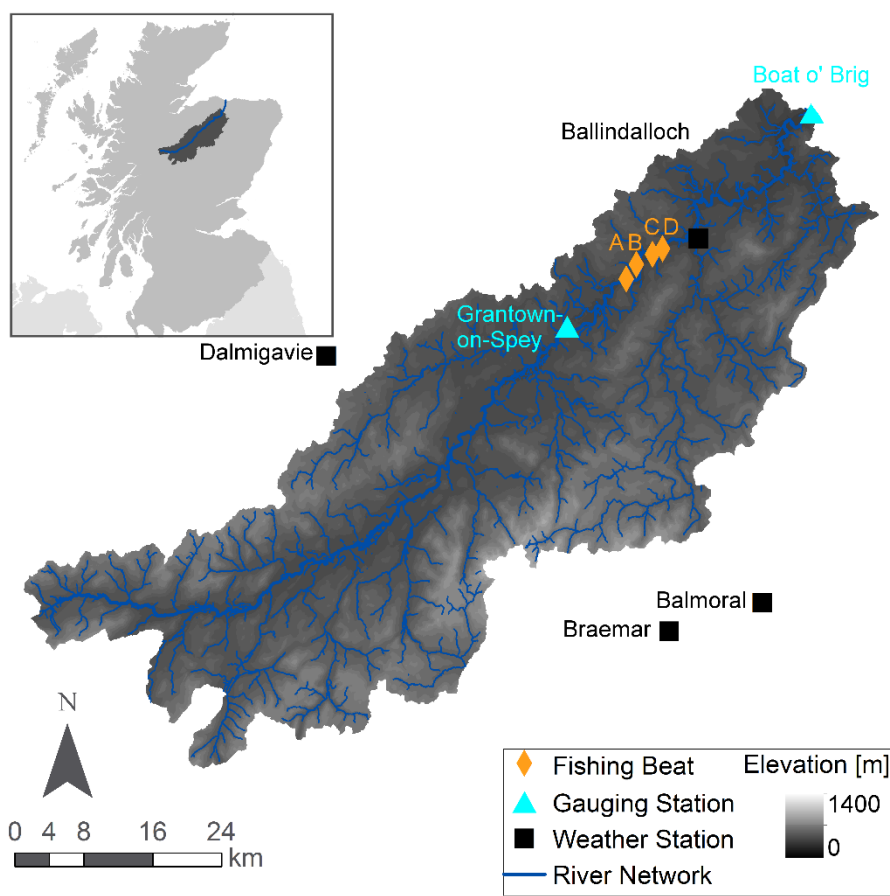 Boat o' Brig
Ballindalloch
A B C D
Grantown-
on-Spey
Dalmigavie
Balmoral
Braemar
N
0 4 8 16 24
km
Fishing Beat
Gauging Station
Weather Station
River Network
Elevation [m]
1400
0